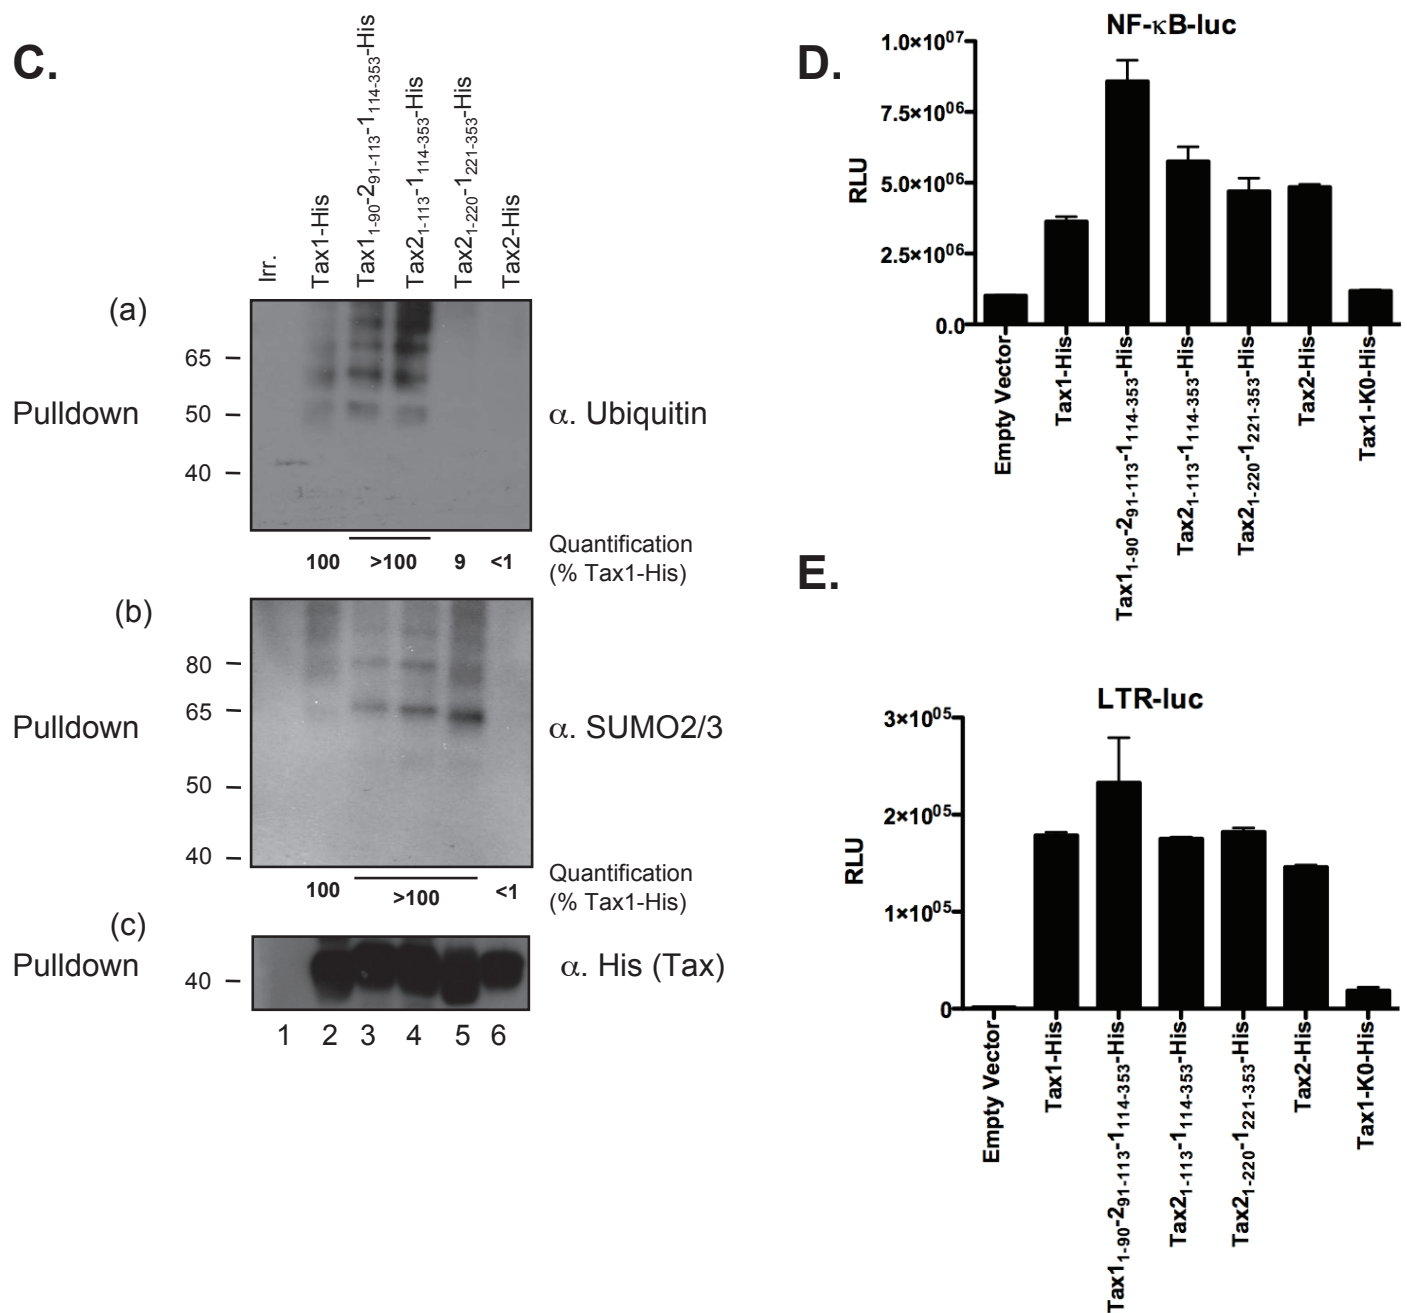 C.
Irr.
Tax1-His
Tax1₁₋₉₀-2₉₁₋₁₁₃-1₁₁₄₋₃₅₃-His
Tax2₁₋₁₁₃-1₁₁₄₋₃₅₃-His
Tax2₁₋₂₂₀-1₂₂₁₋₃₅₃-His
Tax2-His
(a)
65
Pulldown 50 α. Ubiquitin
40
100 >100 9 <1 Quantification
(% Tax1-His)
(b)
80
65
Pulldown α. SUMO2/3
50
40
100 >100 <1 Quantification
(% Tax1-His)
(c)
Pulldown 40 α. His (Tax)
1 2 3 4 5 6
D.
NF-κB-luc
1.0×10⁰⁷
7.5×10⁰⁶
5.0×10⁰⁶
2.5×10⁰⁶
0.0
RLU
Empty Vector
Tax1-His
Tax1₁₋₉₀-2₉₁₋₁₁₃-1₁₁₄₋₃₅₃-His
Tax2₁₋₁₁₃-1₁₁₄₋₃₅₃-His
Tax2₁₋₂₂₀-1₂₂₁₋₃₅₃-His
Tax2-His
Tax1-K0-His
E.
LTR-luc
3×10⁰⁵
2×10⁰⁵
1×10⁰⁵
0
RLU
Empty Vector
Tax1-His
Tax1₁₋₉₀-2₉₁₋₁₁₃-1₁₁₄₋₃₅₃-His
Tax2₁₋₁₁₃-1₁₁₄₋₃₅₃-His
Tax2₁₋₂₂₀-1₂₂₁₋₃₅₃-His
Tax2-His
Tax1-K0-His